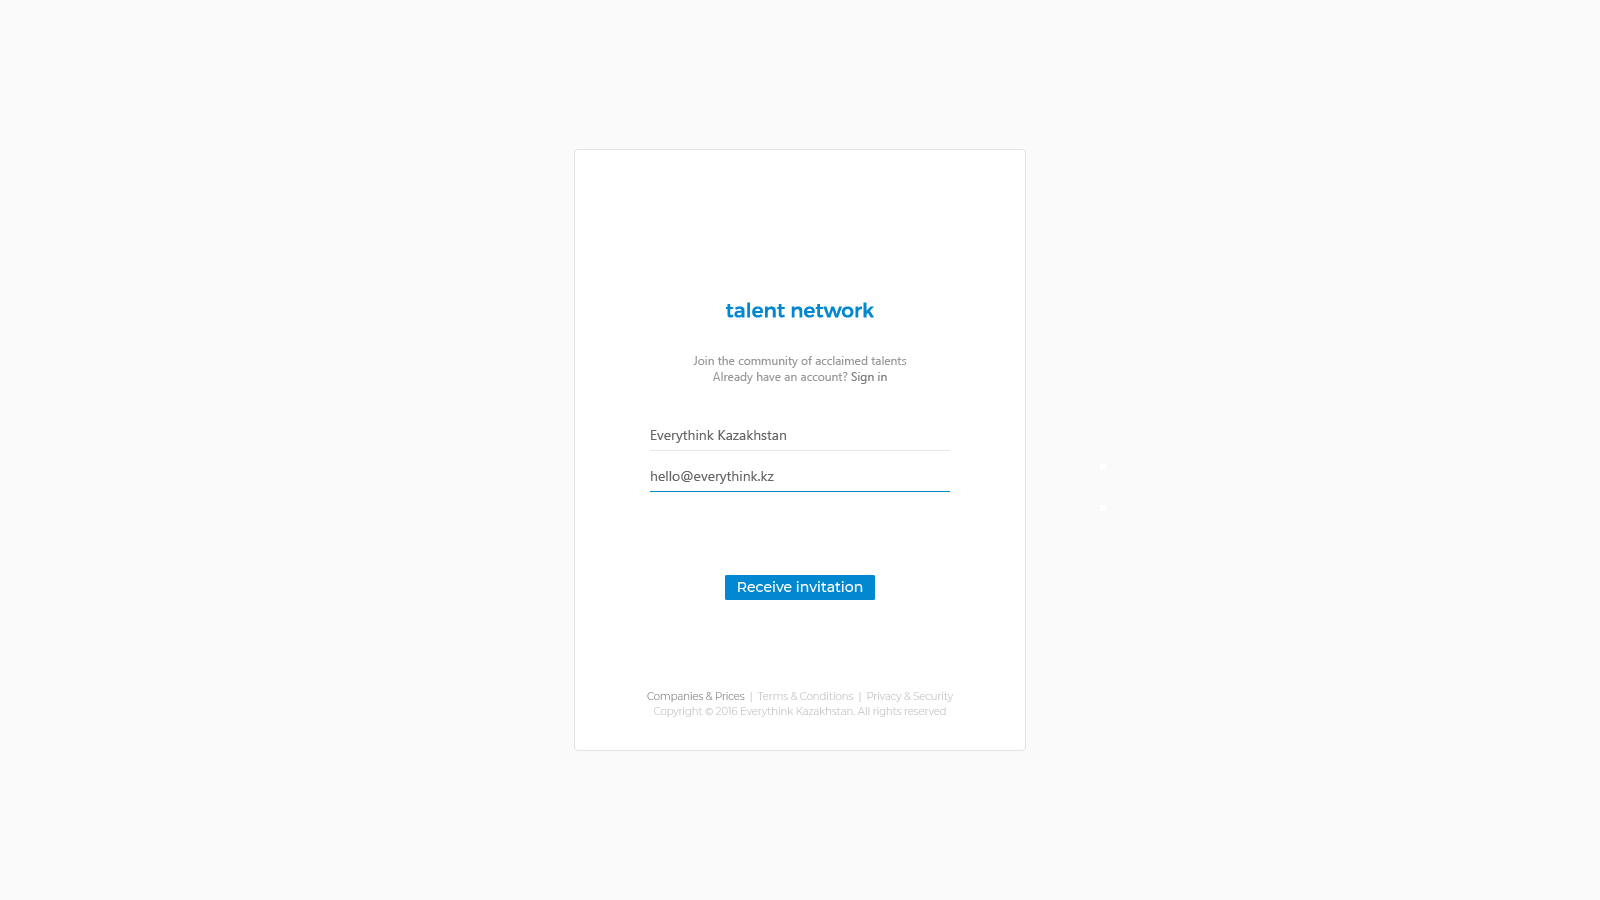 talent network
Join the community of acclaimed talents
Already have an account? Sign in
Everythink Kazakhstan
hello@everythink.kz
Receive invitation
Companies & Prices | Terms & Conditions | Privacy & Security
Copyright © 2016 Everythink Kazakhstan. All rights reserved